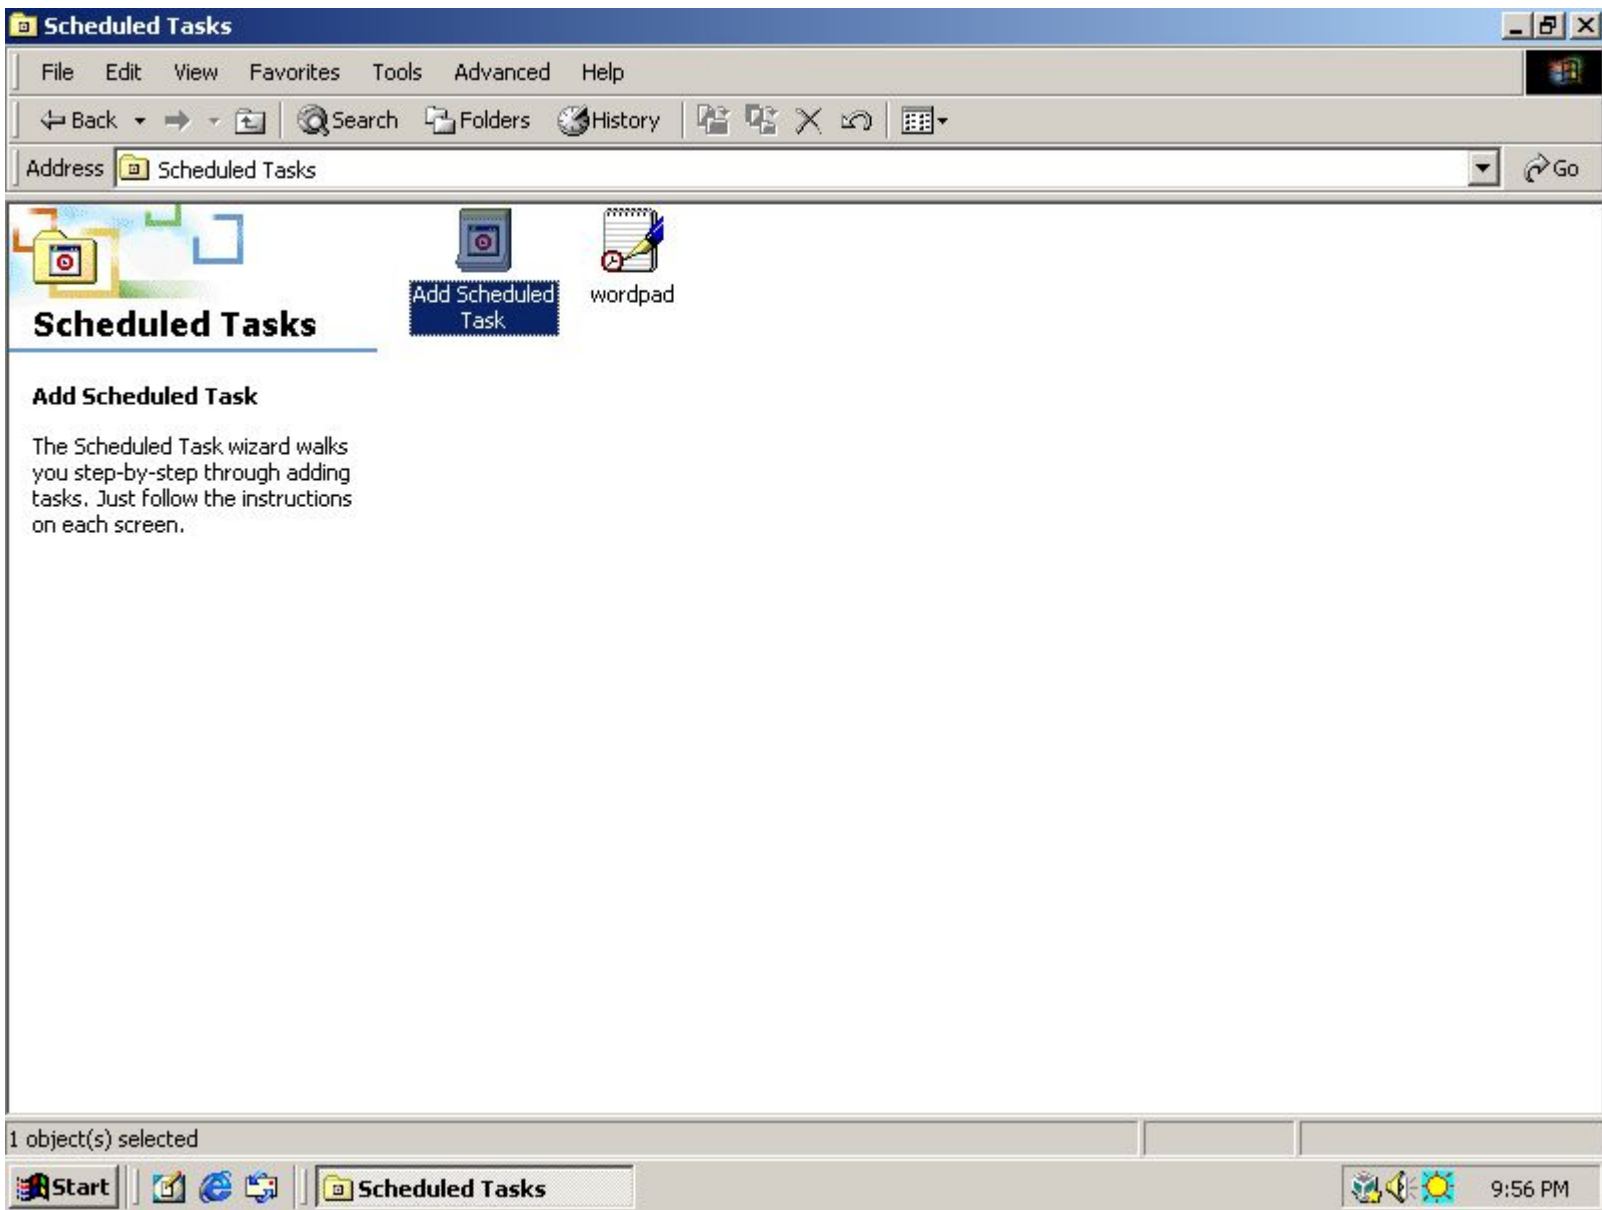 Scheduled Tasks
File Edit View Favorites Tools Advanced Help
Back Search Folders History
Address Scheduled Tasks Go
Scheduled Tasks
Add Scheduled Task
The Scheduled Task wizard walks
you step-by-step through adding
tasks. Just follow the instructions
on each screen.
Add Scheduled
Task
wordpad
1 object(s) selected
Start Scheduled Tasks 9:56 PM